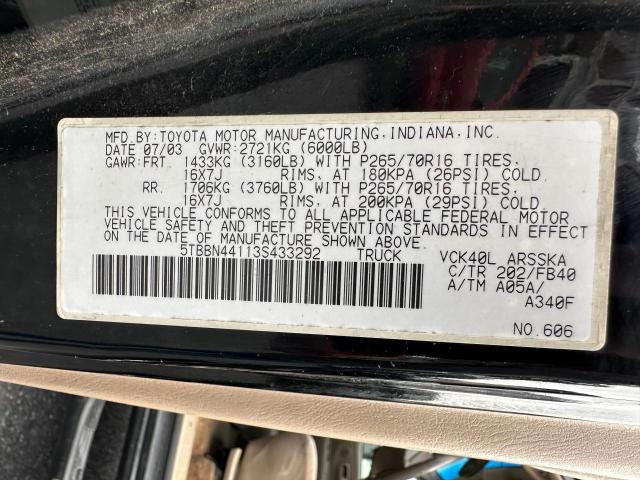 MFD.BY:TOYOTA MOTOR MANUFACTURING,INDIANA,INC.
DATE 07/03 GVWR:2721KG (6000LB)
GAWR:FRT. 1433KG (3160LB) WITH P265/70R16 TIRES,
16X7J RIMS, AT 180KPA (26PSI) COLD.
RR. 1706KG (3760LB) WITH P265/70R16 TIRES,
16X7J RIMS, AT 200KPA (29PSI) COLD.
THIS VEHICLE CONFORMS TO ALL APPLICABLE FEDERAL MOTOR
VEHICLE SAFETY AND THEFT PREVENTION STANDARDS IN EFFECT
ON THE DATE OF MANUFACTURE SHOWN ABOVE.
5TBBN44113S433292 TRUCK VCK40L ARSSKA
C/TR 202/FB40
A/TM A05A/
A340F
NO.606